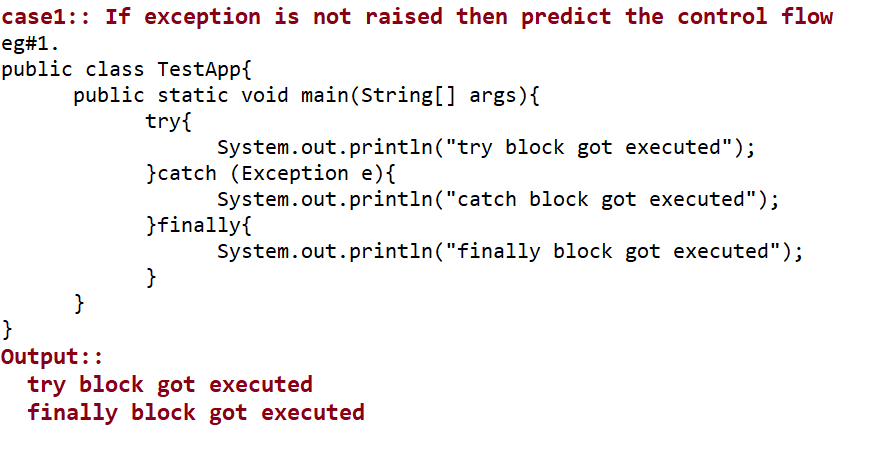 case1:: If exception is not raised then predict the control flow
eg#1.
public class TestApp{
      public static void main(String[] args){
            try{
                  System.out.println("try block got executed");
            }catch (Exception e){
                  System.out.println("catch block got executed");
            }finally{
                  System.out.println("finally block got executed");
            }
      }
}
Output::
  try block got executed
  finally block got executed